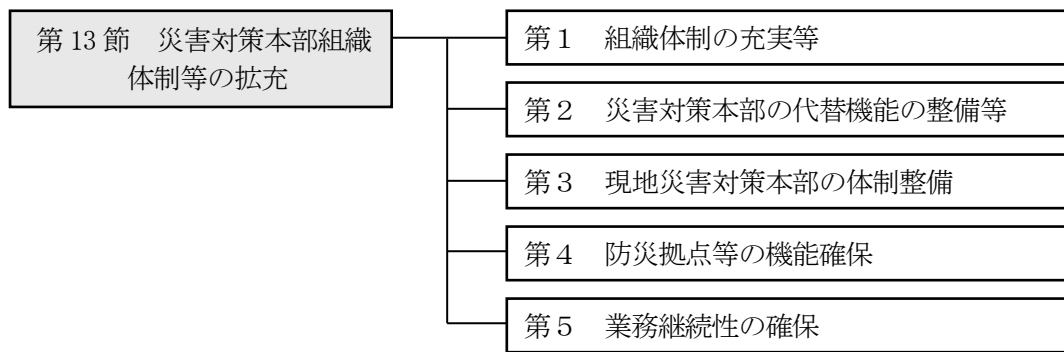 第13節　災害対策本部組織
体制等の拡充
第１　組織体制の充実等
第２　災害対策本部の代替機能の整備等
第３　現地災害対策本部の体制整備
第４　防災拠点等の機能確保
第５　業務継続性の確保